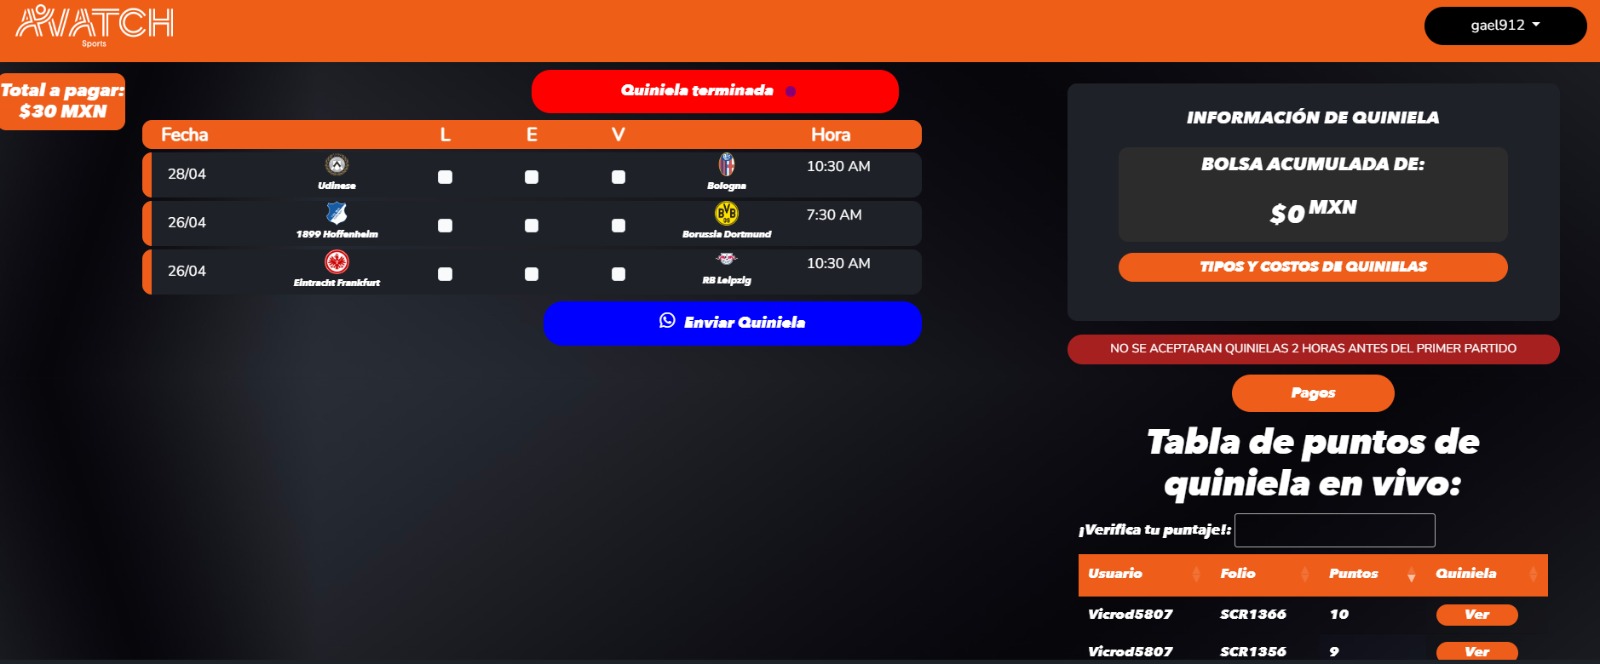 AVATCH
Sports
gael912
Total a pagar:
$30 MXN
Quiniela terminada
Fecha L E V Hora
28/04 Udinese Bologna 10:30 AM
26/04 1899 Hoffenheim Borussia Dortmund 7:30 AM
26/04 Eintracht Frankfurt RB Leipzig 10:30 AM
Enviar Quiniela
INFORMACIÓN DE QUINIELA
BOLSA ACUMULADA DE:
$0 MXN
TIPOS Y COSTOS DE QUINIELAS
NO SE ACEPTARAN QUINIELAS 2 HORAS ANTES DEL PRIMER PARTIDO
Pagos
Tabla de puntos de
quiniela en vivo:
¡Verifica tu puntaje!:
Usuario Folio Puntos Quiniela
Vicrod5807 SCR1366 10 Ver
Vicrod5807 SCR1356 9 Ver